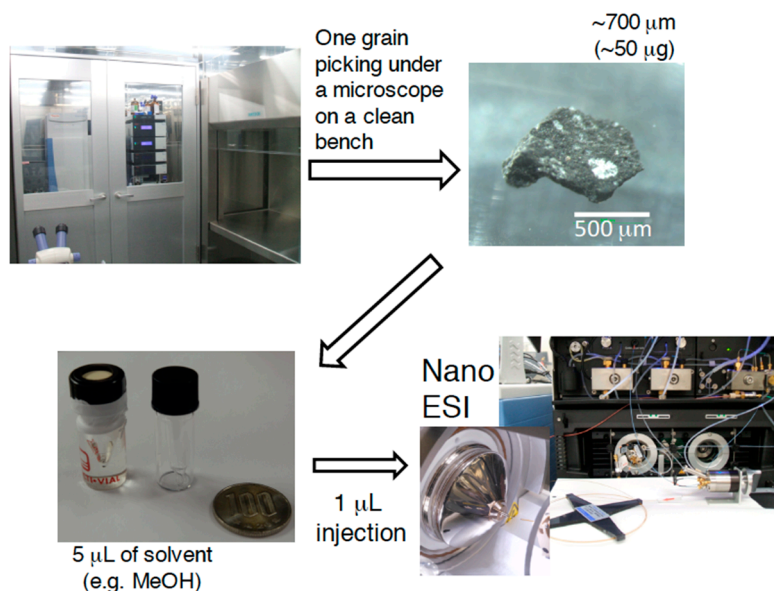 One grain
picking under
a microscope
on a clean
bench
~700 μm
(~50 μg)
500 μm
5 μL of solvent
(e.g. MeOH)
100
1 μL
injection
Nano
ESI